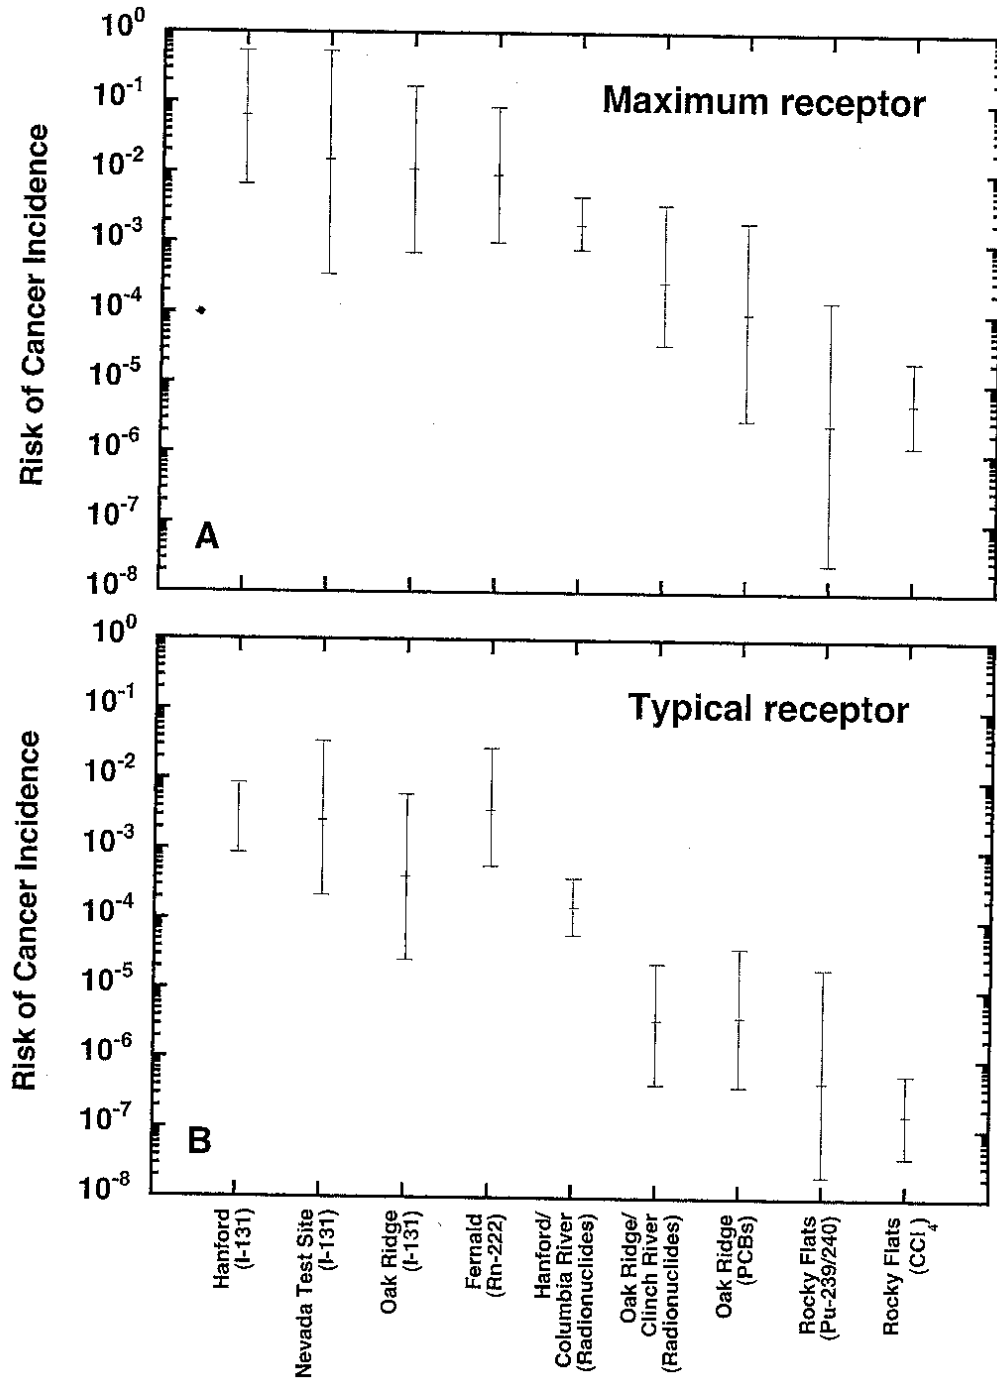 Maximum receptor
Risk of Cancer Incidence
10^0
10^-1
10^-2
10^-3
10^-4
10^-5
10^-6
10^-7
10^-8
A
Typical receptor
Risk of Cancer Incidence
10^0
10^-1
10^-2
10^-3
10^-4
10^-5
10^-6
10^-7
10^-8
B
Hanford
(I-131)
Nevada Test Site
(I-131)
Oak Ridge
(I-131)
Fernald
(Rn-222)
Hanford/
Columbia River
(Radionuclides)
Oak Ridge/
Clinch River
(Radionuclides)
Oak Ridge
(PCBs)
Rocky Flats
(Pu-239/240)
Rocky Flats
(CCl4)